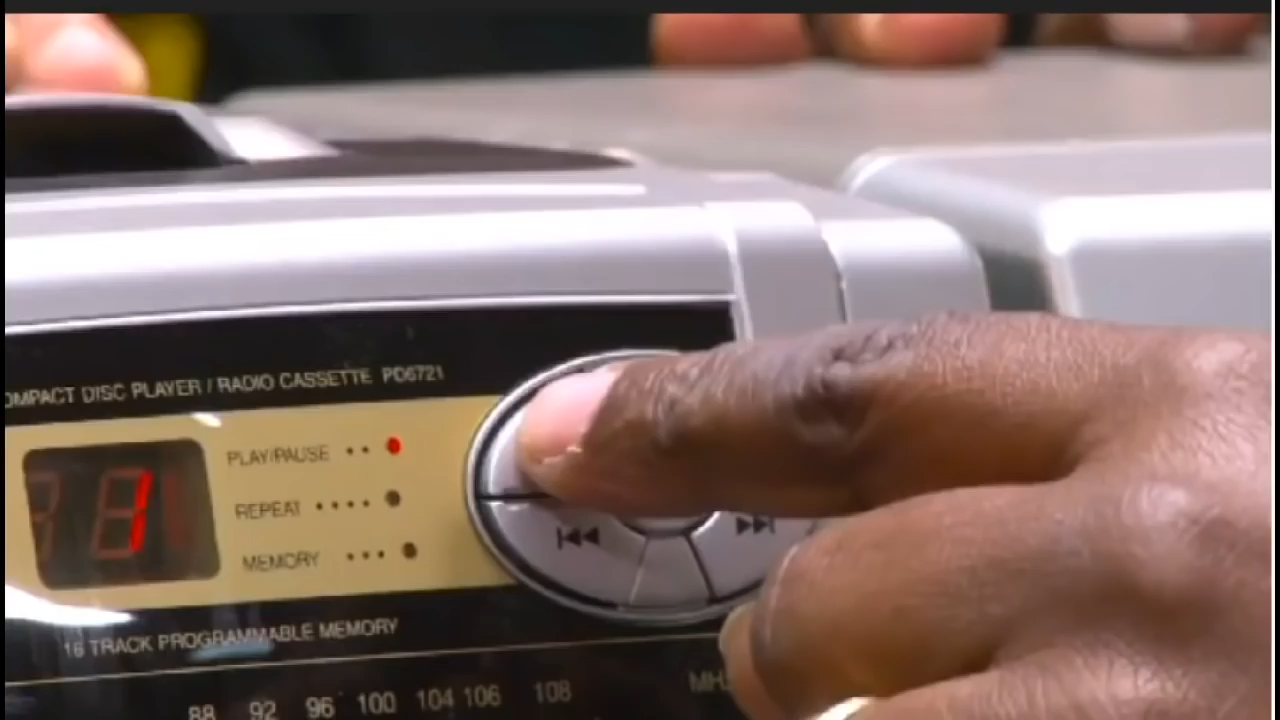 OMPACT DISC PLAYER / RADIO CASSETTE PD6721
1
PLAY/PAUSE
REPEAT
MEMORY
16 TRACK PROGRAMMABLE MEMORY
88 92 96 100 104 106 108